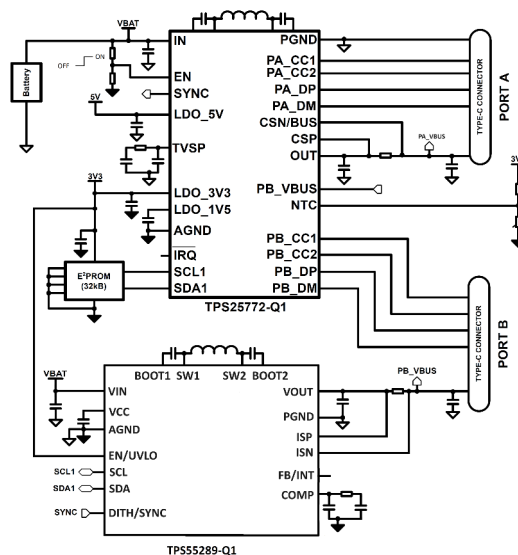 VBAT
IN
PGND
ON
OFF
EN
PA_CC1
PA_CC2
Battery
SYNC
PA_DP
5V
PA_DM
LDO_5V
CSN/BUS
CSP
PA_VBUS
TVSP
OUT
TYPE-C CONNECTOR
PORT A
3V3
LDO_3V3
PB_VBUS
LDO_1V5
NTC
3V
AGND
PB_CC1
IRQ
PB_CC2
E²PROM
(32kB)
SCL1
PB_DP
SDA1
PB_DM
TPS25772-Q1
TYPE-C CONNECTOR
PORT B
BOOT1 SW1 SW2 BOOT2
VBAT
PB_VBUS
VIN
VOUT
VCC
PGND
AGND
ISP
EN/UVLO
ISN
SCL1
SCL
FB/INT
SDA1
SDA
COMP
SYNC
DITH/SYNC
TPS55289-Q1